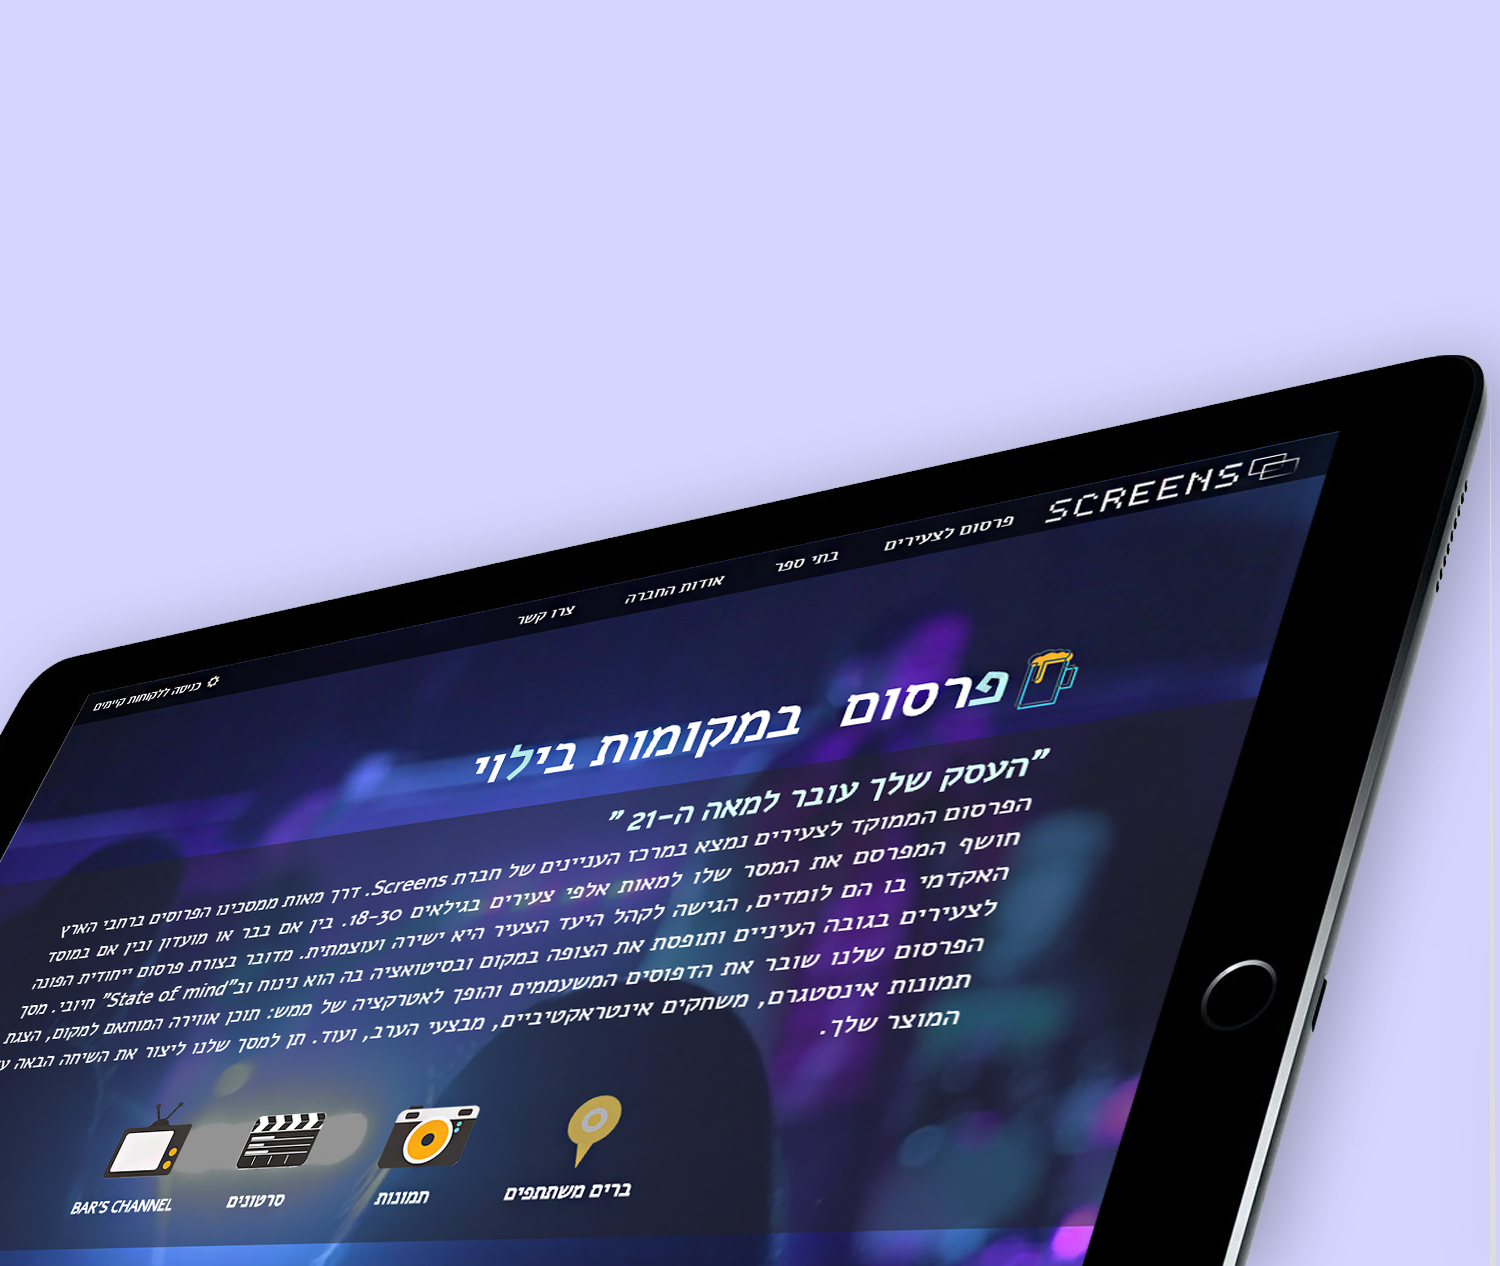 SCREENS
פרסום לצעירים
בתי ספר
אודות החברה
צרו קשר
כניסה ללקוחות קיימים
פרסום במקומות בילוי
"העסק שלך עובר למאה ה-21 "
הפרסום הממוקד לצעירים נמצא במרכז העניינים של חברת Screens. דרך מאות ממסכינו הפרוסים ברחבי הארץ
חושף המפרסם את המסר שלו למאות אלפי צעירים בגילאים 18-30. בין אם בבר או מועדון ובין אם במוסד
האקדמי בו הם לומדים, הגישה לקהל היעד הצעיר היא ישירה ועוצמתית. מדובר בצורת פרסום ייחודית הפונה
לצעירים בגובה העיניים ותופסת את הצופה במקום ובסיטואציה בה הוא נינוח וב"State of mind" חיובי. מסך
הפרסום שלנו שובר את הדפוסים המשעממים והופך לאטרקציה של ממש: תוכן אווירה המותאם למקום, הצגת
תמונות אינסטגרם, משחקים אינטראקטיביים, מבצעי הערב, ועוד. תן למסך שלנו ליצור את השיחה הבאה
המוצר שלך.
ברים משתתפים
תמונות
סרטונים
BAR'S CHANNEL